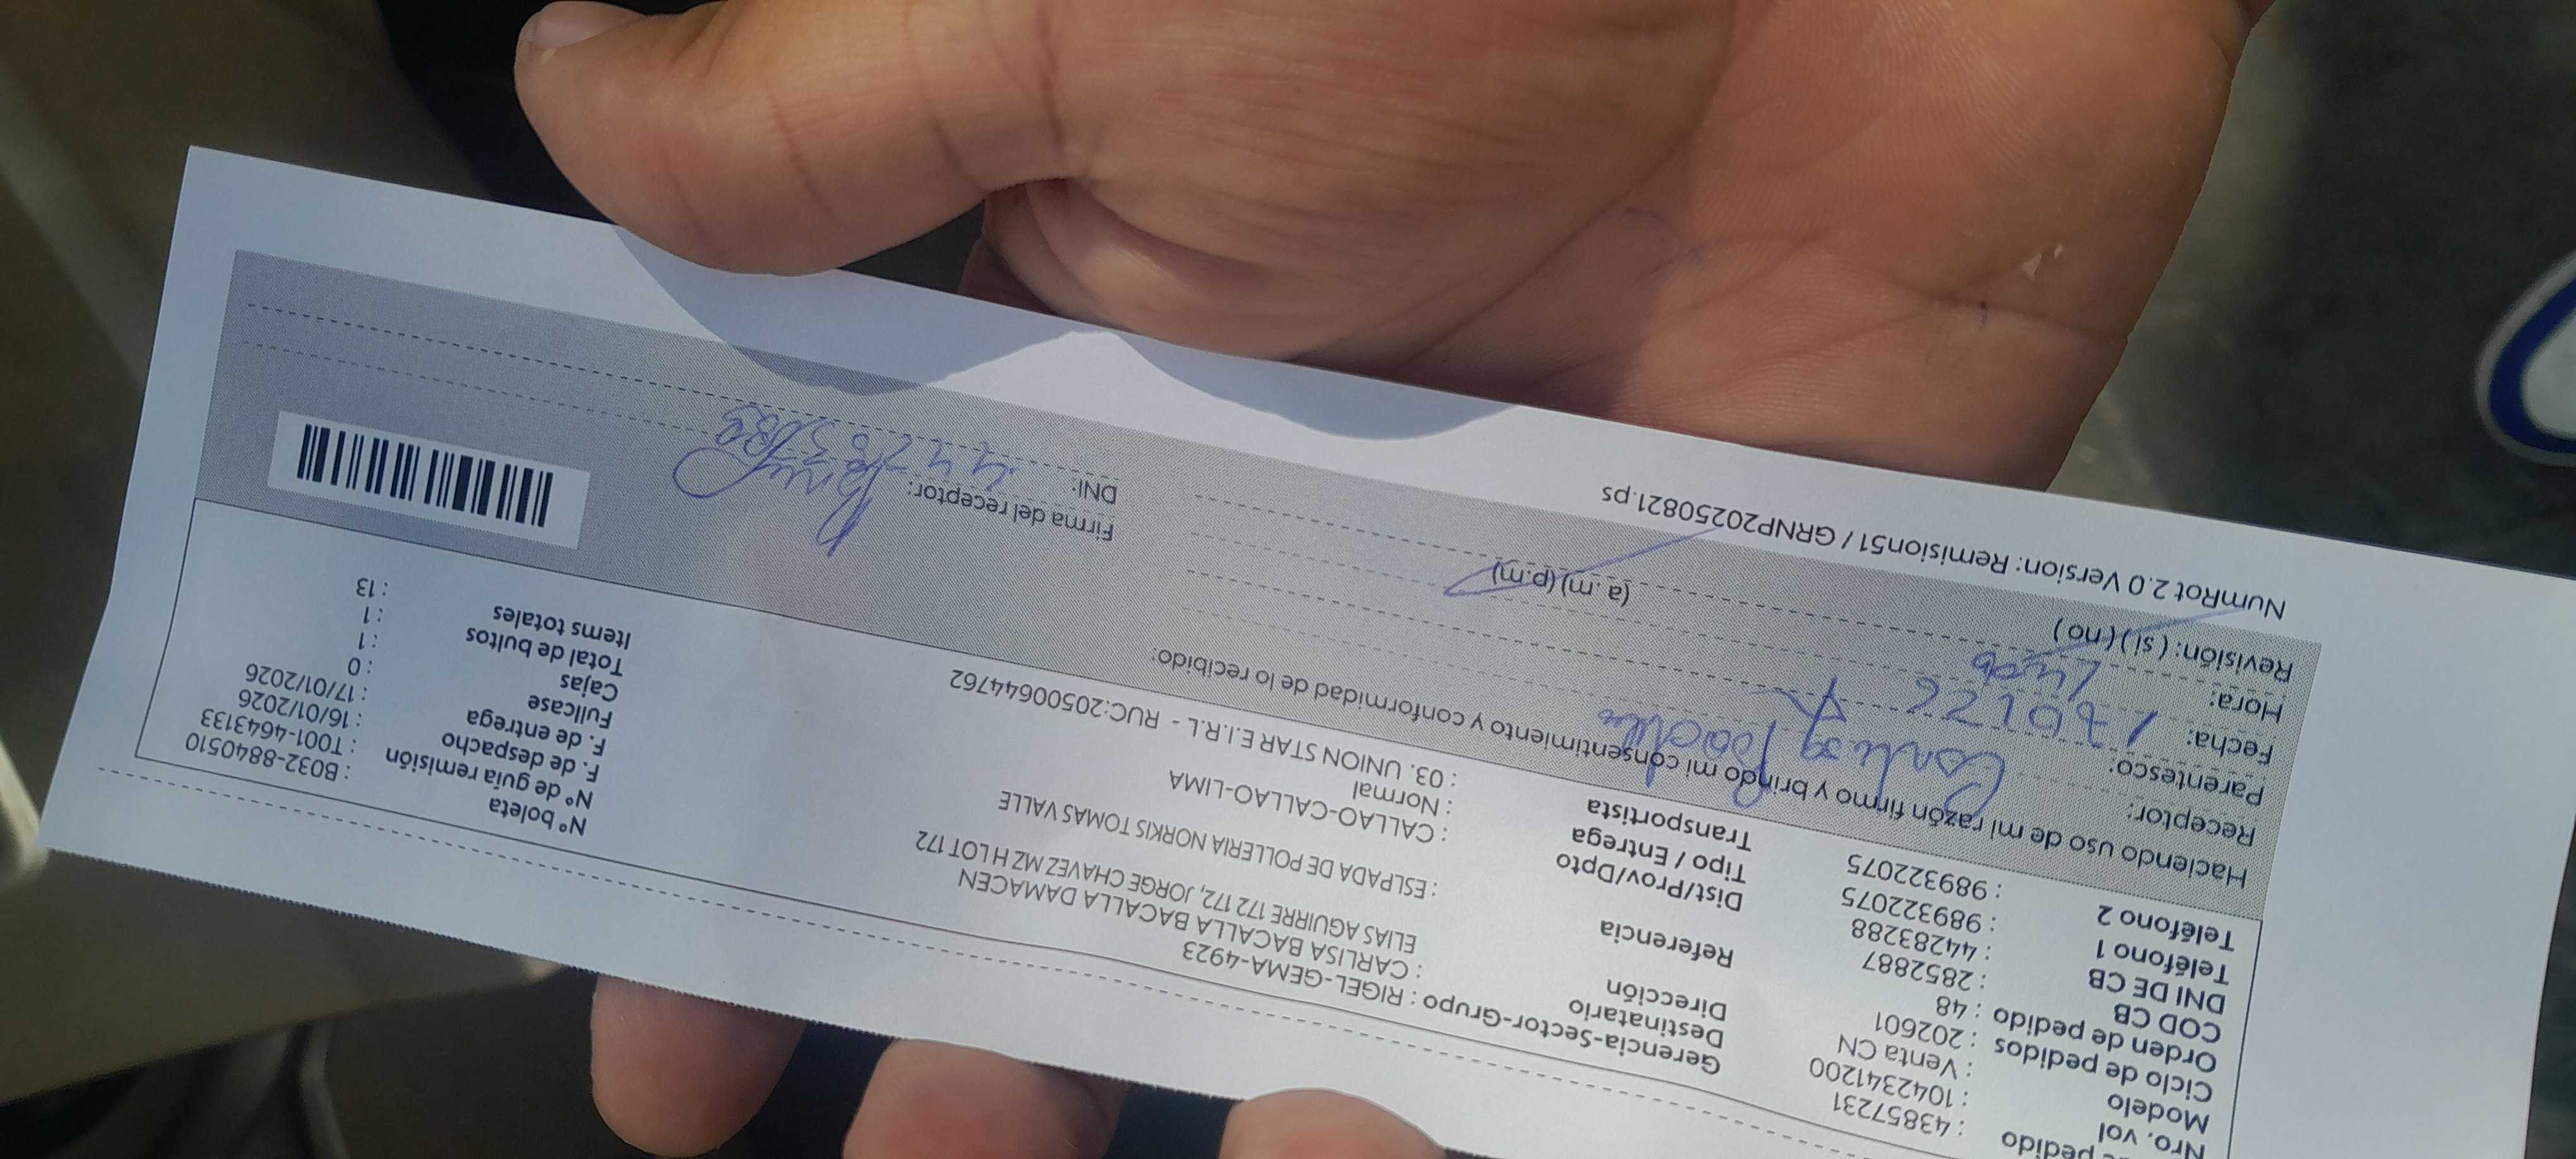 pedido : 43857231
Nro. vol : 1042341200
Modelo : Venta CN
Ciclo de pedidos : 202601
Orden de pedido : 48
COD CB : 2852887
DNI DE CB : 44283288
Teléfono 1 : 989322075
Teléfono 2 : 989322075
Gerencia-Sector-Grupo : RIGEL-GEMA-4923
Destinatario : CARLISA BACALLA BACALLA DAMACEN
Dirección ELIAS AGUIRRE 172 172, JORGE CHAVEZ MZ H LOT 172
Referencia : ESLPADA DE POLLERIA NORKIS TOMAS VALLE
Dist/Prov/Dpto : CALLAO-CALLAO-LIMA
Tipo / Entrega : Normal
Transportista : 03. UNION STAR E.I.R.L - RUC:20500644762
N° boleta : B032-8840510
N° de guía remisión : T001-4643133
F. de despacho : 16/01/2026
F. de entrega : 17/01/2026
Fullcase : 0
Cajas : 1
Total de bultos : 1
Items totales : 13
Haciendo uso de mi razón firmo y brindo mi consentimiento y conformidad de lo recibido:
Receptor:
Parentesco:
Fecha:
Hora: (a.m) (p.m)
Revisión: ( si ) ( no )
Firma del receptor:
DNI:
NumRot 2.0 Version: Remision51 / GRNP20250821.ps